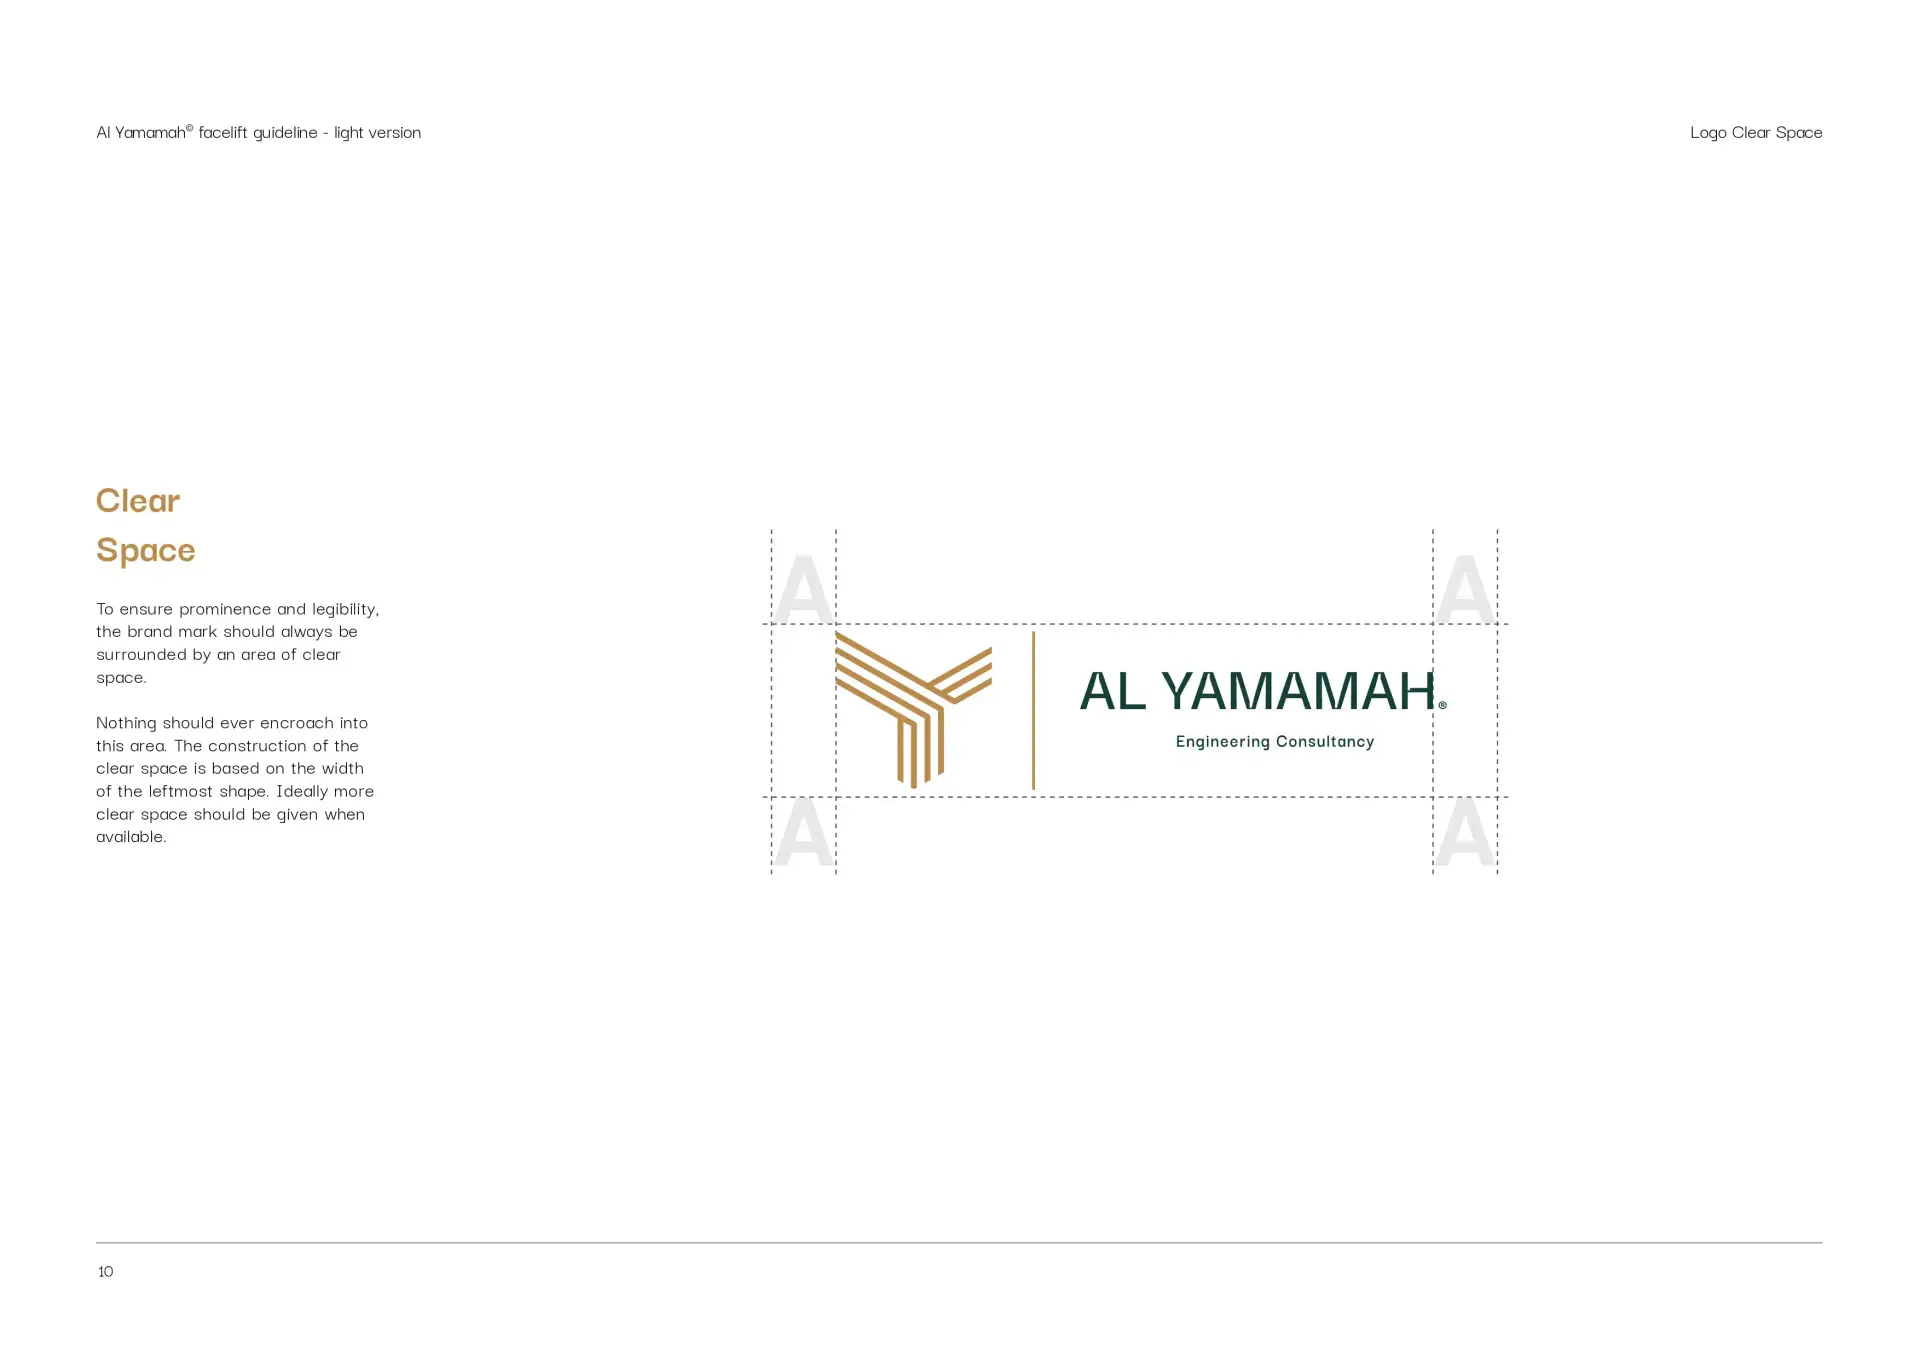 Al Yamamah© facelift guideline - light version
Logo Clear Space
Clear
Space
To ensure prominence and legibility,
the brand mark should always be
surrounded by an area of clear
space.
Nothing should ever encroach into
this area. The construction of the
clear space is based on the width
of the leftmost shape. Ideally more
clear space should be given when
available.
A A
AL YAMAMAH®
Engineering Consultancy
A A
10